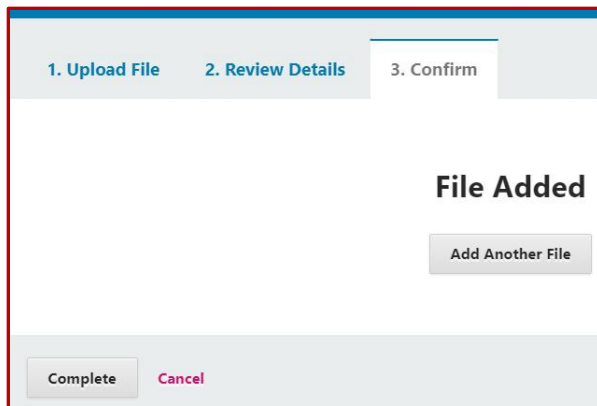 1. Upload File 2. Review Details 3. Confirm
File Added
Add Another File
Complete Cancel